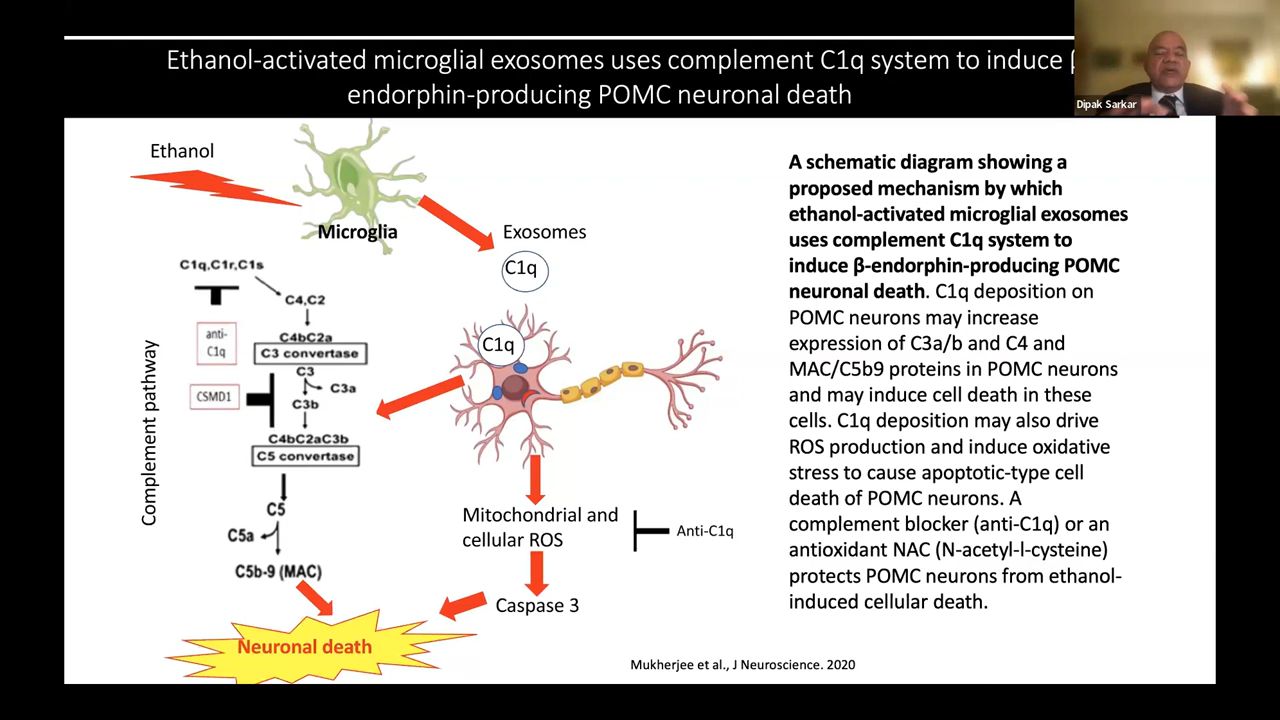 Ethanol-activated microglial exosomes uses complement C1q system to induce β
endorphin-producing POMC neuronal death
Dipak Sarkar
Ethanol
Microglia
Exosomes
C1q
C1q
Complement pathway
C1q,C1r,C1s
C4,C2
anti-
C1q
C4bC2a
C3 convertase
C3
C3a
CSMD1
C3b
C4bC2aC3b
C5 convertase
C5
C5a
C5b-9 (MAC)
Neuronal death
Mitochondrial and
cellular ROS
Anti-C1q
Caspase 3
A schematic diagram showing a
proposed mechanism by which
ethanol-activated microglial exosomes
uses complement C1q system to
induce β-endorphin-producing POMC
neuronal death. C1q deposition on
POMC neurons may increase
expression of C3a/b and C4 and
MAC/C5b9 proteins in POMC neurons
and may induce cell death in these
cells. C1q deposition may also drive
ROS production and induce oxidative
stress to cause apoptotic-type cell
death of POMC neurons. A
complement blocker (anti-C1q) or an
antioxidant NAC (N-acetyl-l-cysteine)
protects POMC neurons from ethanol-
induced cellular death.
Mukherjee et al., J Neuroscience. 2020